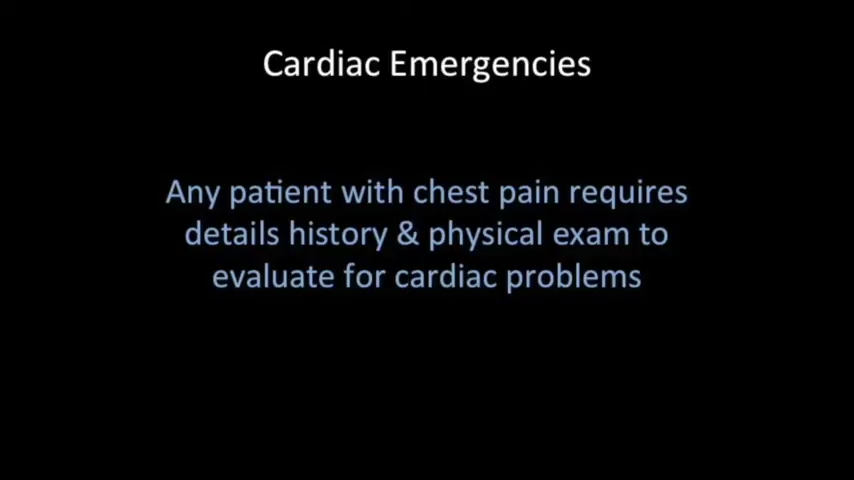 Cardiac Emergencies
Any patient with chest pain requires
details history & physical exam to
evaluate for cardiac problems